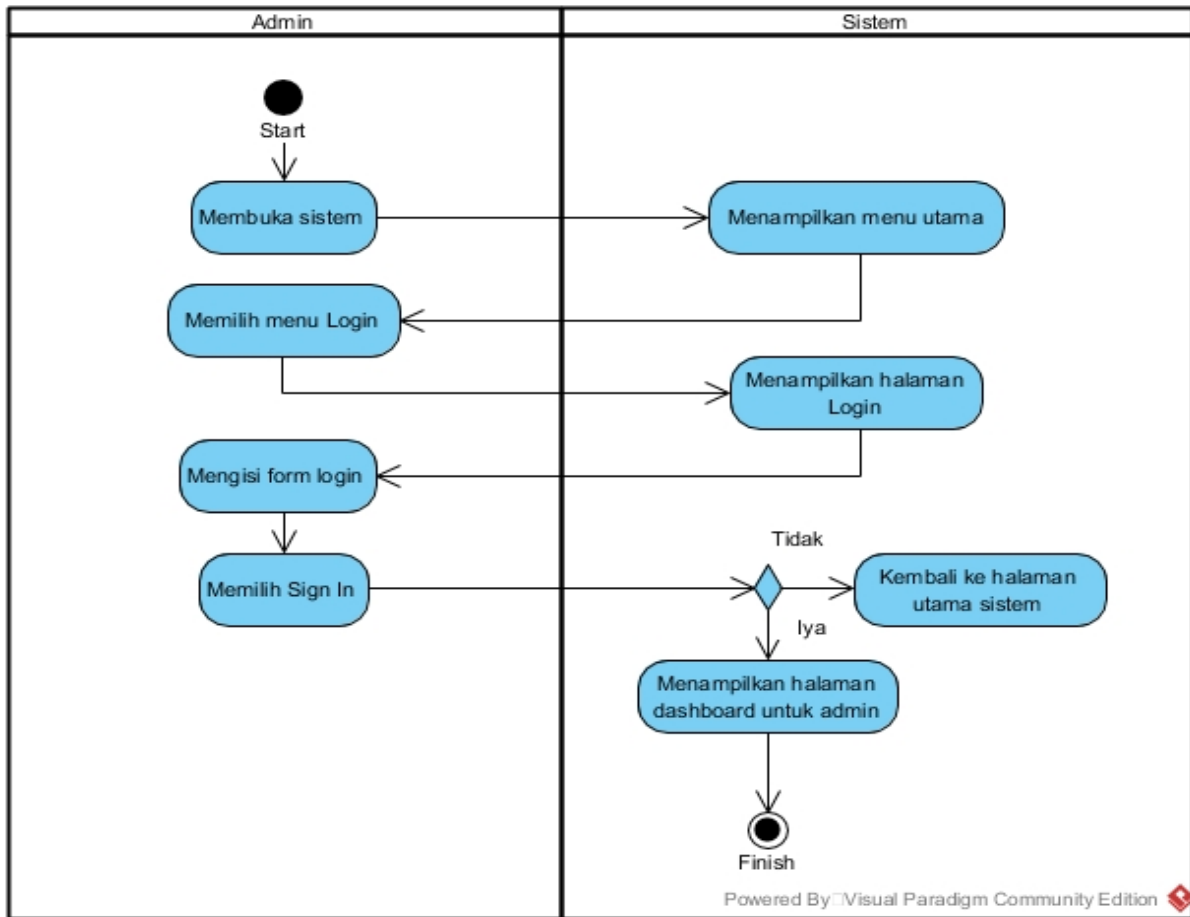 Admin
Sistem
Start
Membuka sistem
Menampilkan menu utama
Memilih menu Login
Menampilkan halaman
Login
Mengisi form login
Tidak
Memilih Sign In
Kembali ke halaman
utama sistem
Iya
Menampilkan halaman
dashboard untuk admin
Finish
Powered By□Visual Paradigm Community Edition